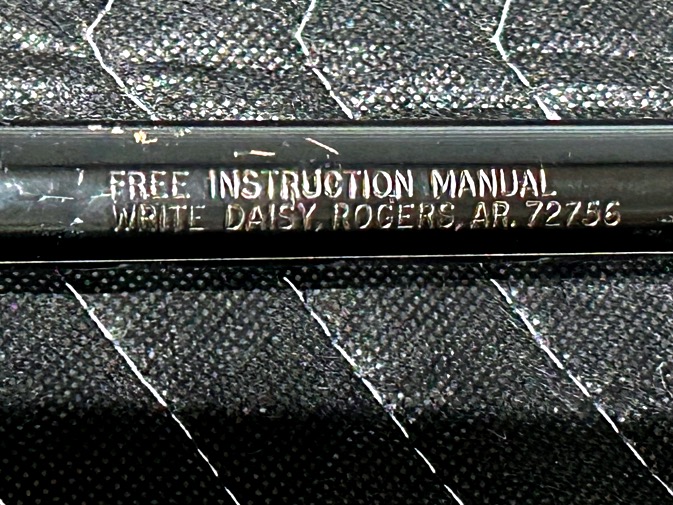 FREE INSTRUCTION MANUAL
WRITE DAISY, ROGERS, AR. 72756